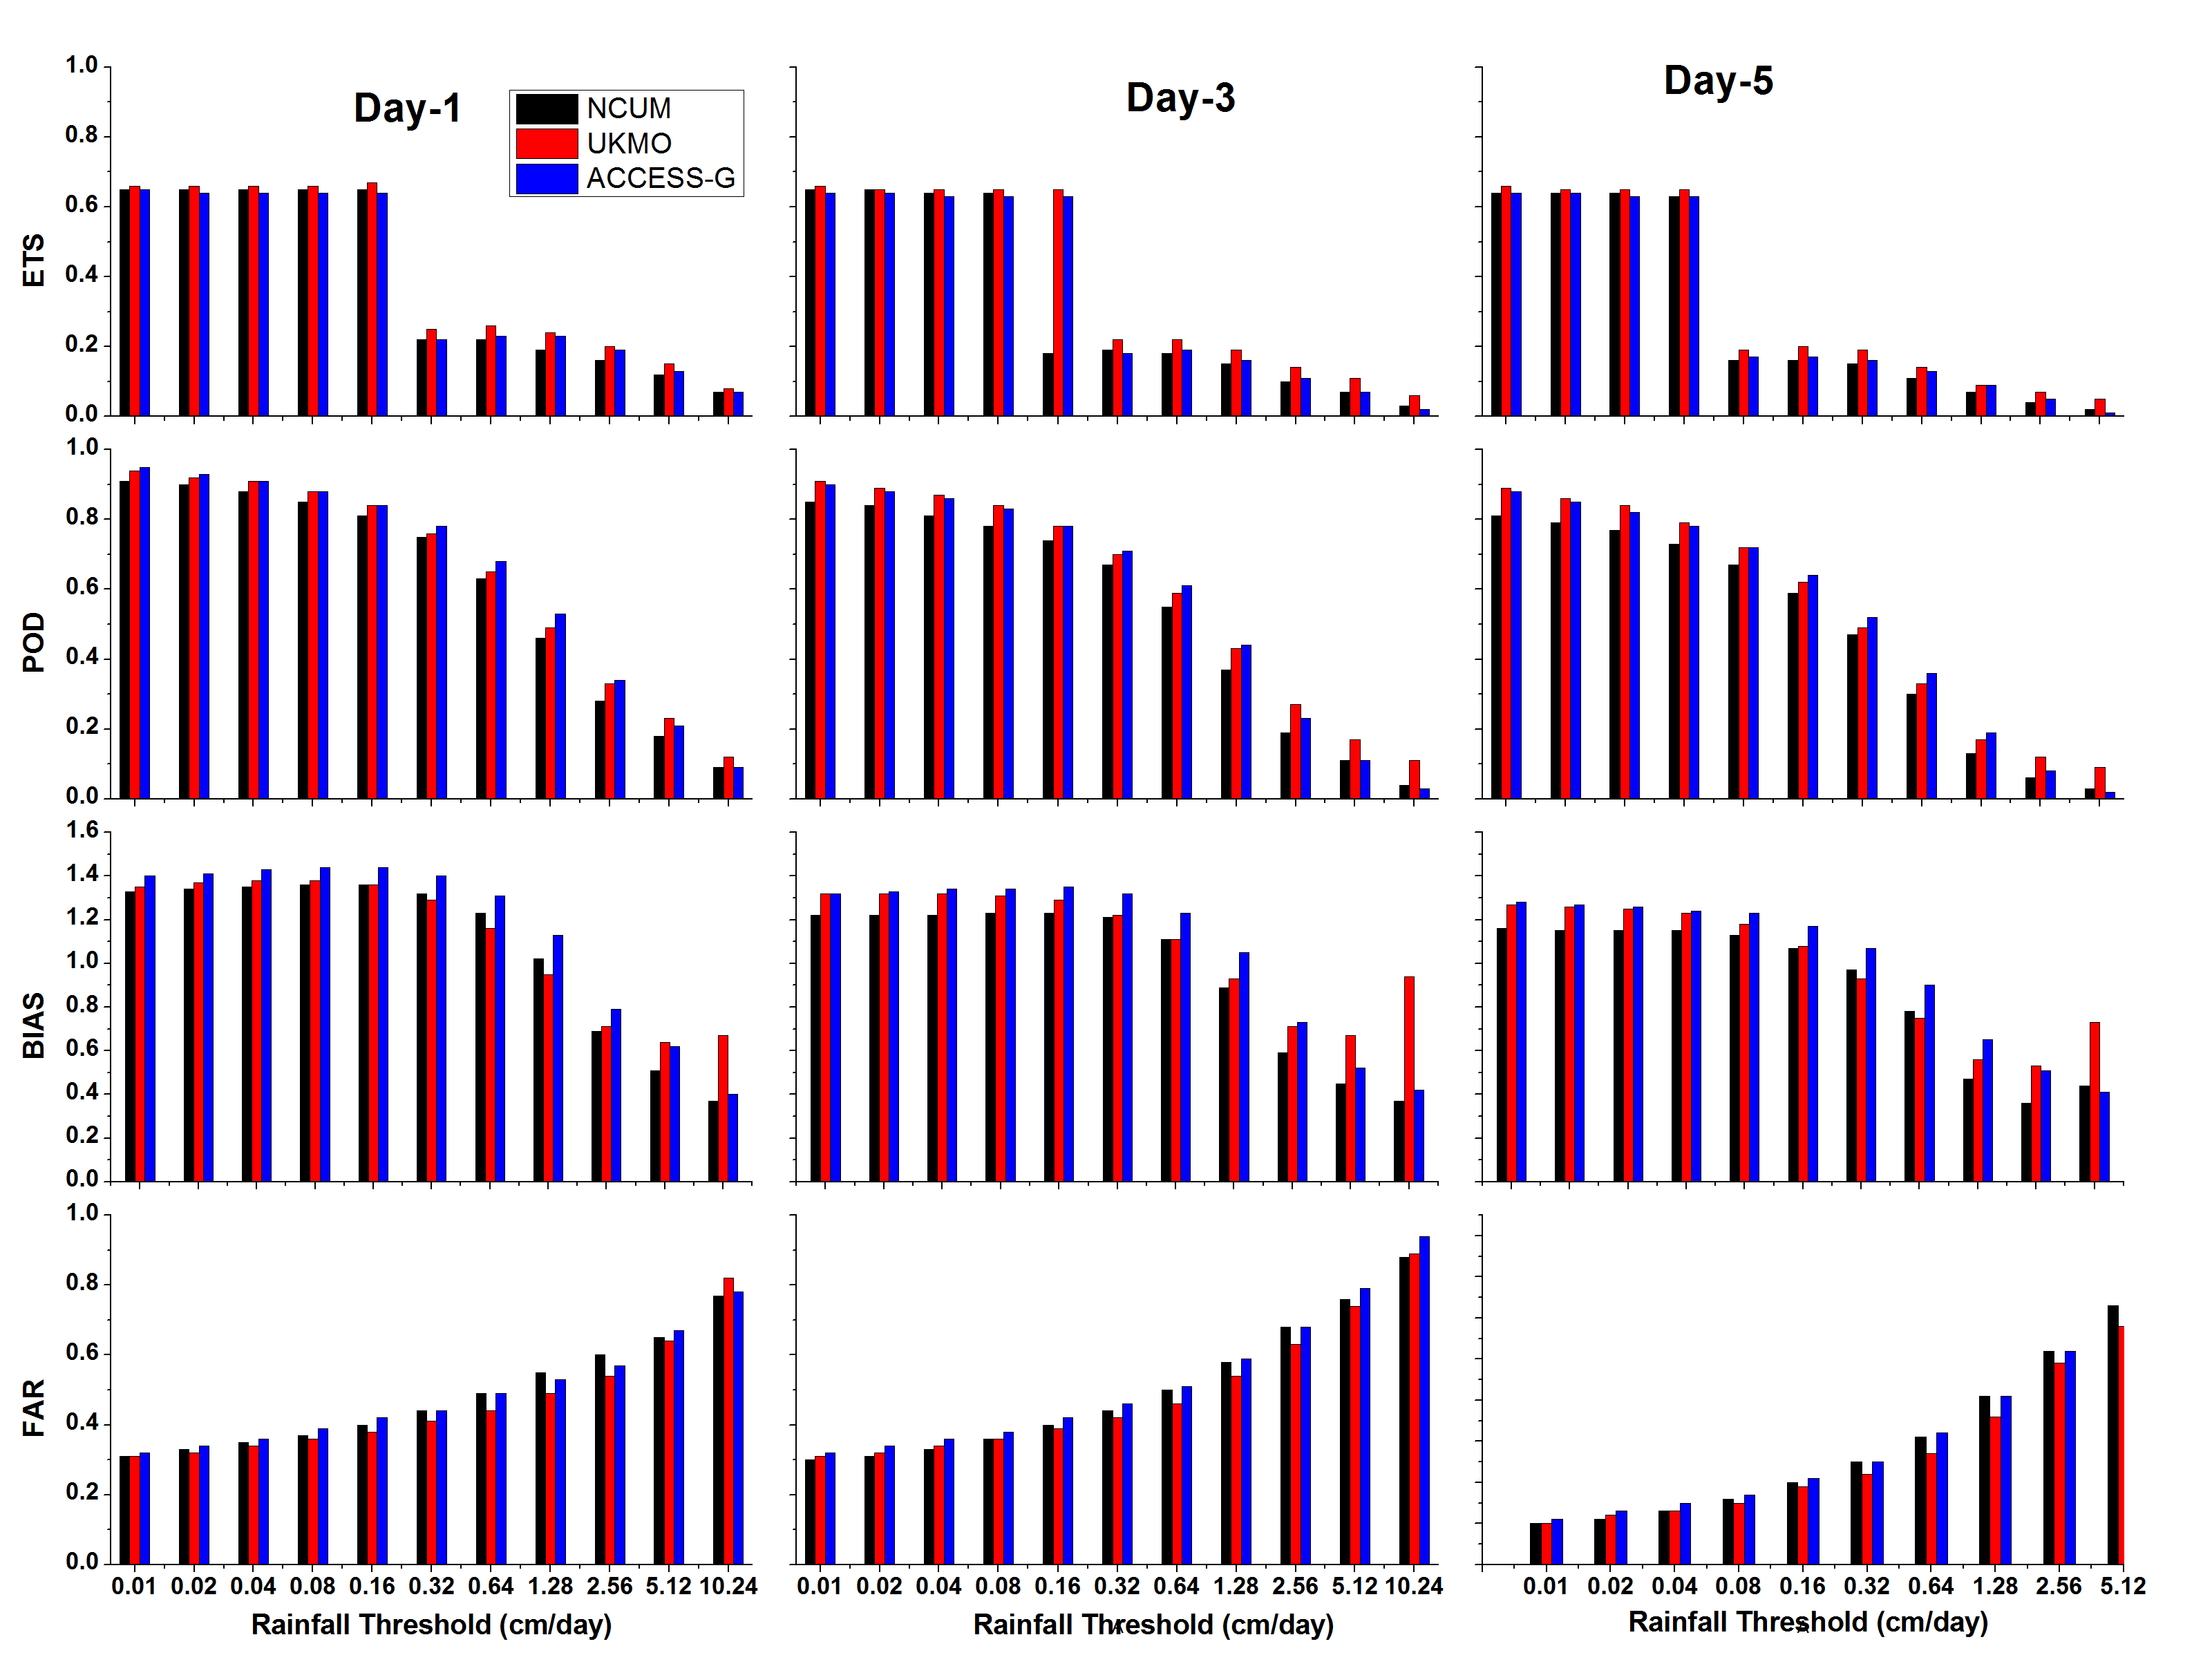 Day-1
NCUM
UKMO
ACCESS-G
Day-3
Day-5
ETS
1.0
0.8
0.6
0.4
0.2
0.0
POD
1.0
0.8
0.6
0.4
0.2
0.0
BIAS
1.6
1.4
1.2
1.0
0.8
0.6
0.4
0.2
0.0
FAR
1.0
0.8
0.6
0.4
0.2
0.0
0.01 0.02 0.04 0.08 0.16 0.32 0.64 1.28 2.56 5.12 10.24
Rainfall Threshold (cm/day)
0.01 0.02 0.04 0.08 0.16 0.32 0.64 1.28 2.56 5.12 10.24
Rainfall Threshold (cm/day)
A
0.01 0.02 0.04 0.08 0.16 0.32 0.64 1.28 2.56 5.12
Rainfall Threshold (cm/day)
A